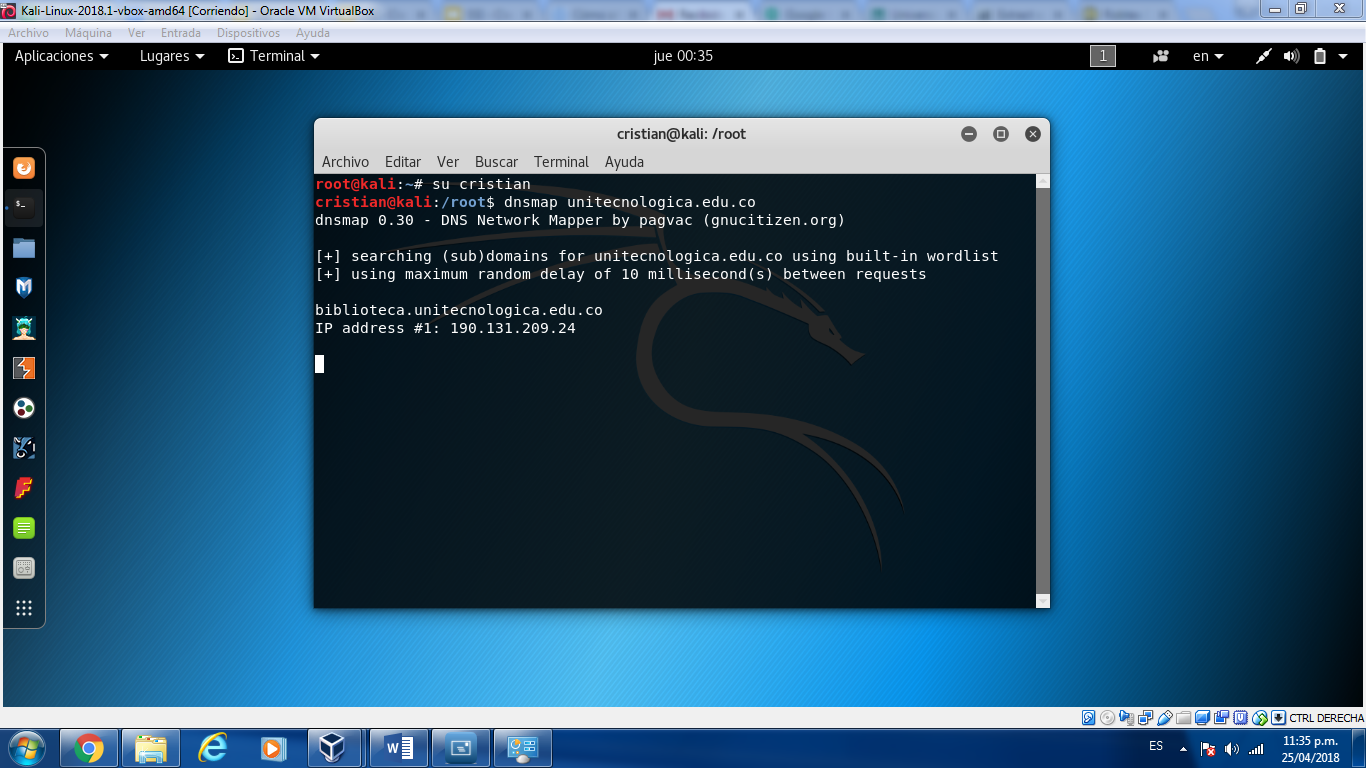 Kali-Linux-2018.1-vbox-amd64 [Corriendo] - Oracle VM VirtualBox
Archivo Máquina Ver Entrada Dispositivos Ayuda
Aplicaciones Lugares Terminal jue 00:35 1 en
cristian@kali: /root
Archivo Editar Ver Buscar Terminal Ayuda
root@kali:~# su cristian
cristian@kali:/root$ dnsmap unitecnologica.edu.co
dnsmap 0.30 - DNS Network Mapper by pagvac (gnucitizen.org)
[+] searching (sub)domains for unitecnologica.edu.co using built-in wordlist
[+] using maximum random delay of 10 millisecond(s) between requests
biblioteca.unitecnologica.edu.co
IP address #1: 190.131.209.24
CTRL DERECHA
ES 11:35 p.m.
25/04/2018